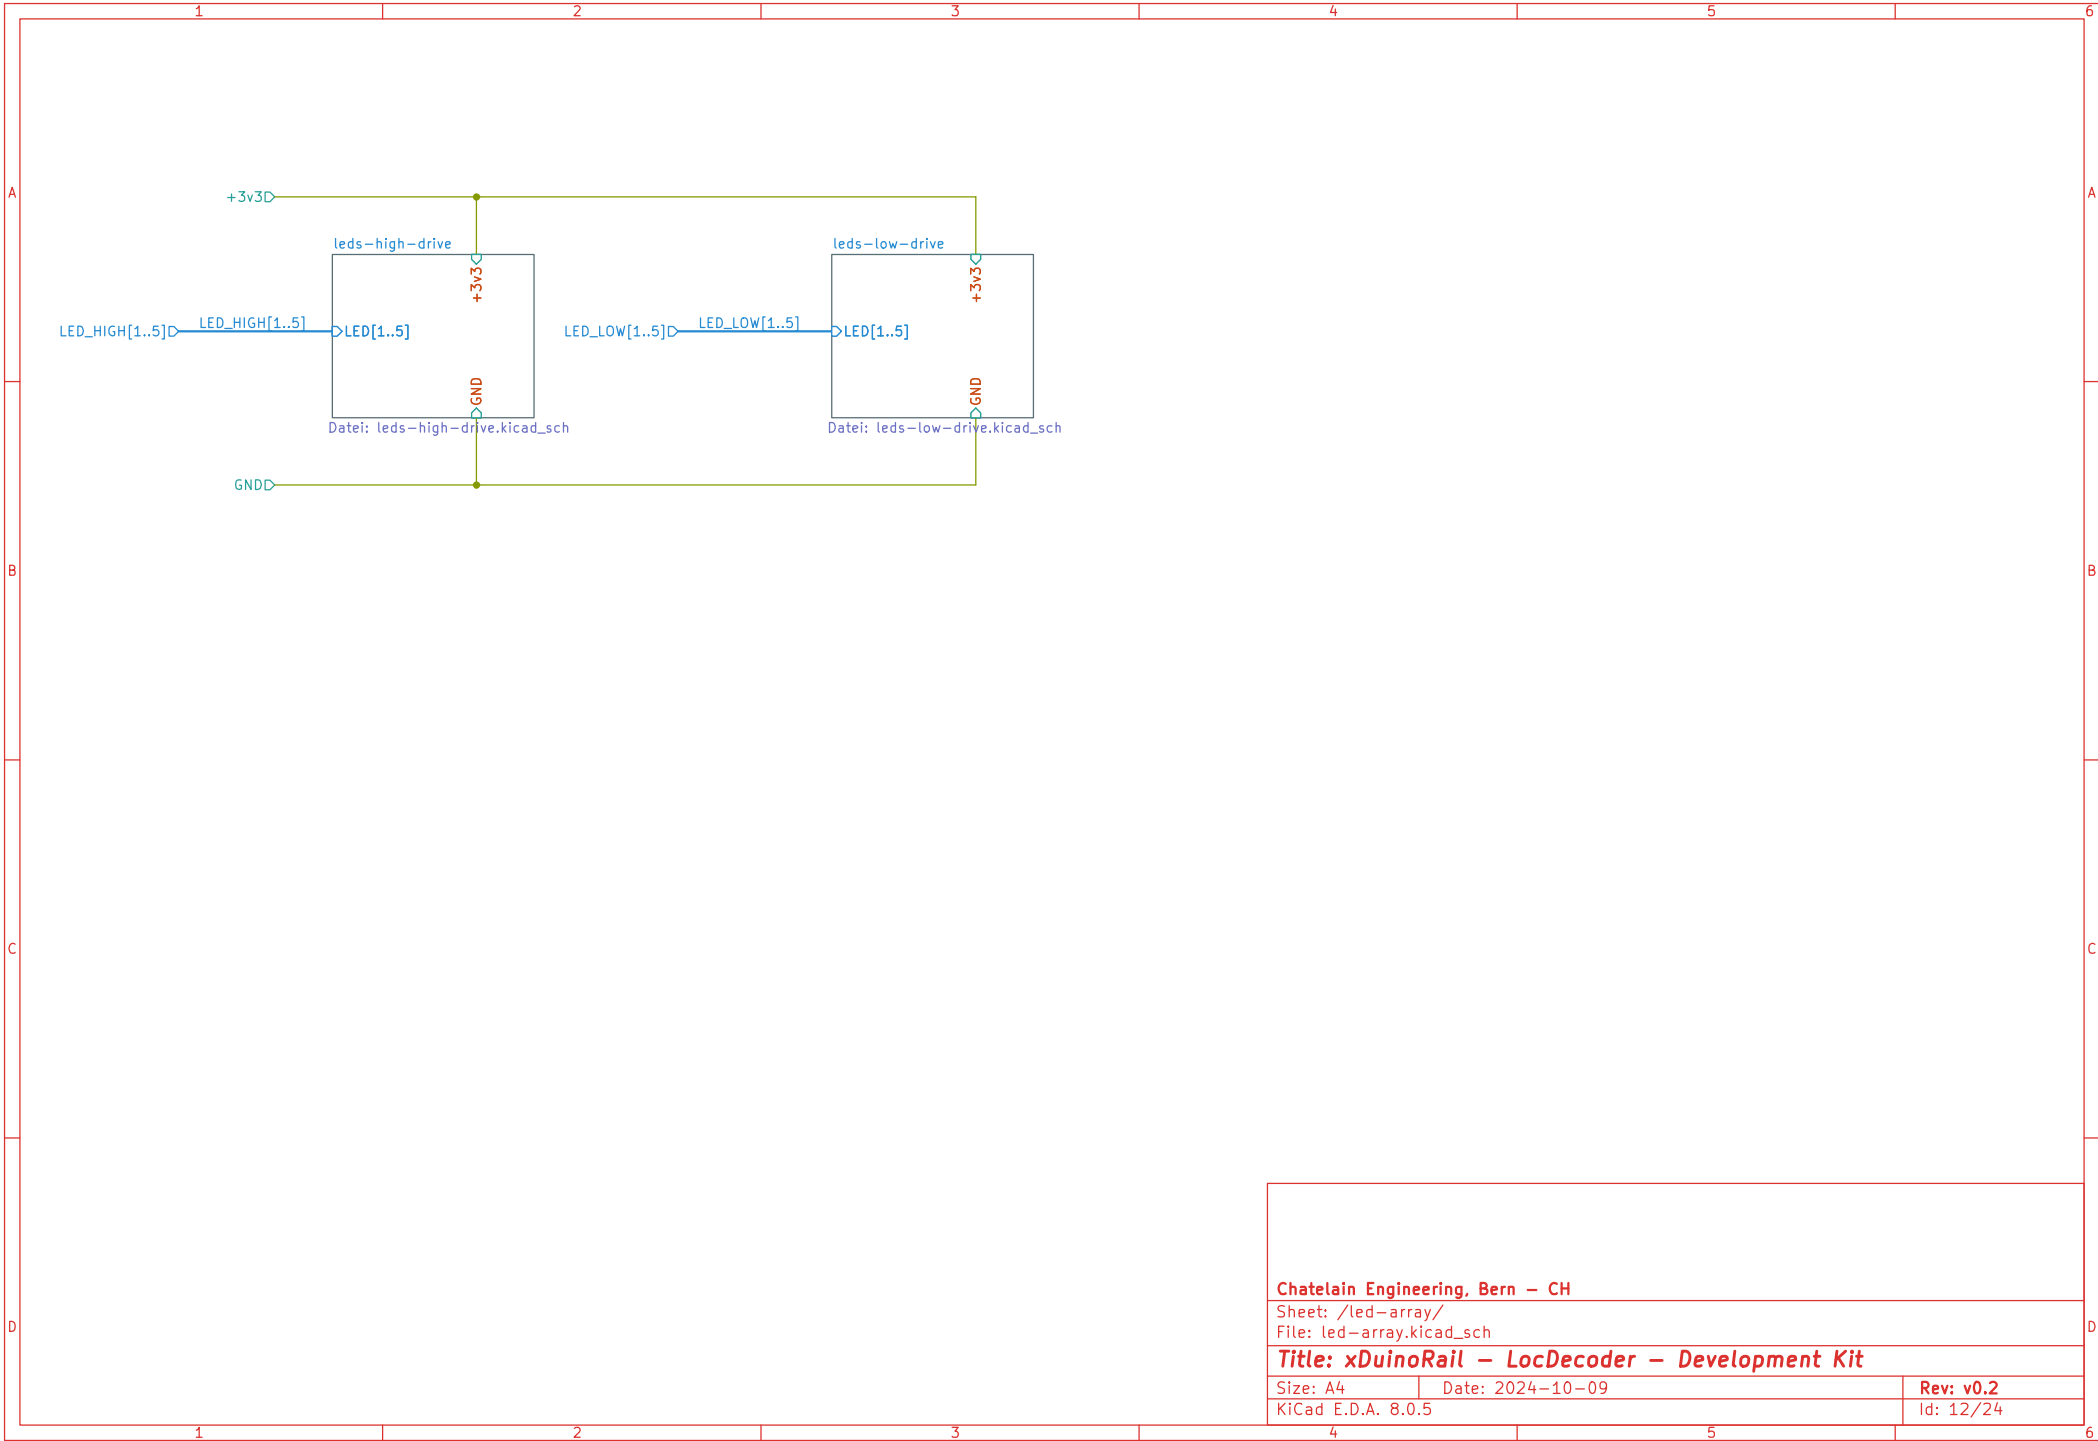 1 2 3 4 5 6
A A
+3v3
leds-high-drive leds-low-drive
+3v3 +3v3
LED_HIGH[1..5] LED_HIGH[1..5] LED[1..5] LED_LOW[1..5] LED_LOW[1..5] LED[1..5]
GND GND
Datei: leds-high-drive.kicad_sch Datei: leds-low-drive.kicad_sch
GND
B B
C C
Chatelain Engineering, Bern - CH
Sheet: /led-array/
File: led-array.kicad_sch
D D
Title: xDuinoRail - LocDecoder - Development Kit
Size: A4 Date: 2024-10-09 Rev: v0.2
KiCad E.D.A. 8.0.5 Id: 12/24
1 2 3 4 5 6